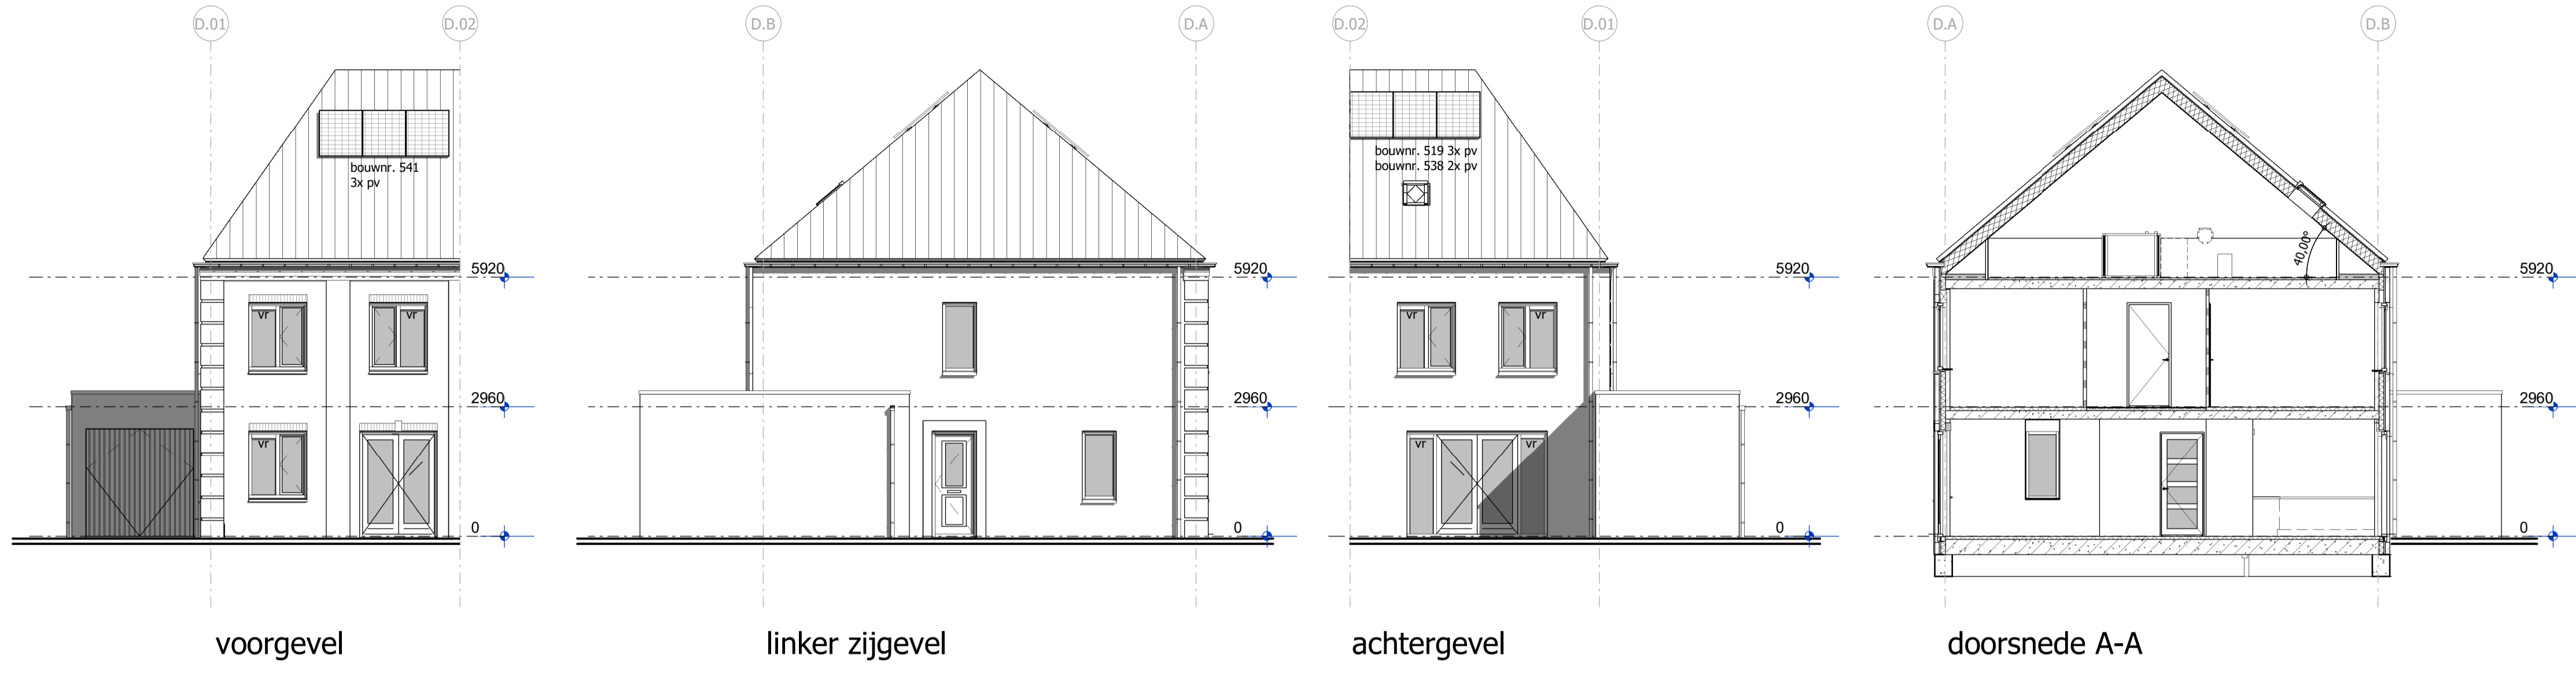 D.01
D.02
D.B
D.A
D.02
D.01
D.A
D.B
bouwnr. 541
3x pv
bouwnr. 519 3x pv
bouwnr. 538 2x pv
40,00°
5920
5920
5920
5920
vr
vr
vr
vr
2960
2960
2960
2960
vr
vr
vr
0
0
0
0
voorgevel
linker zijgevel
achtergevel
doorsnede A-A